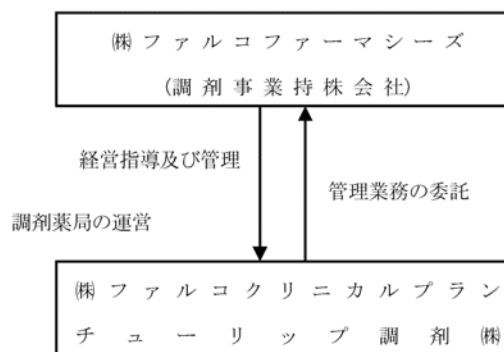 ㈱ファルコファーマシーズ
(調剤事業持株会社)
経営指導及び管理
管理業務の委託
調剤薬局の運営
㈱ファルコクリニカルプラン
チューリップ調剤㈱